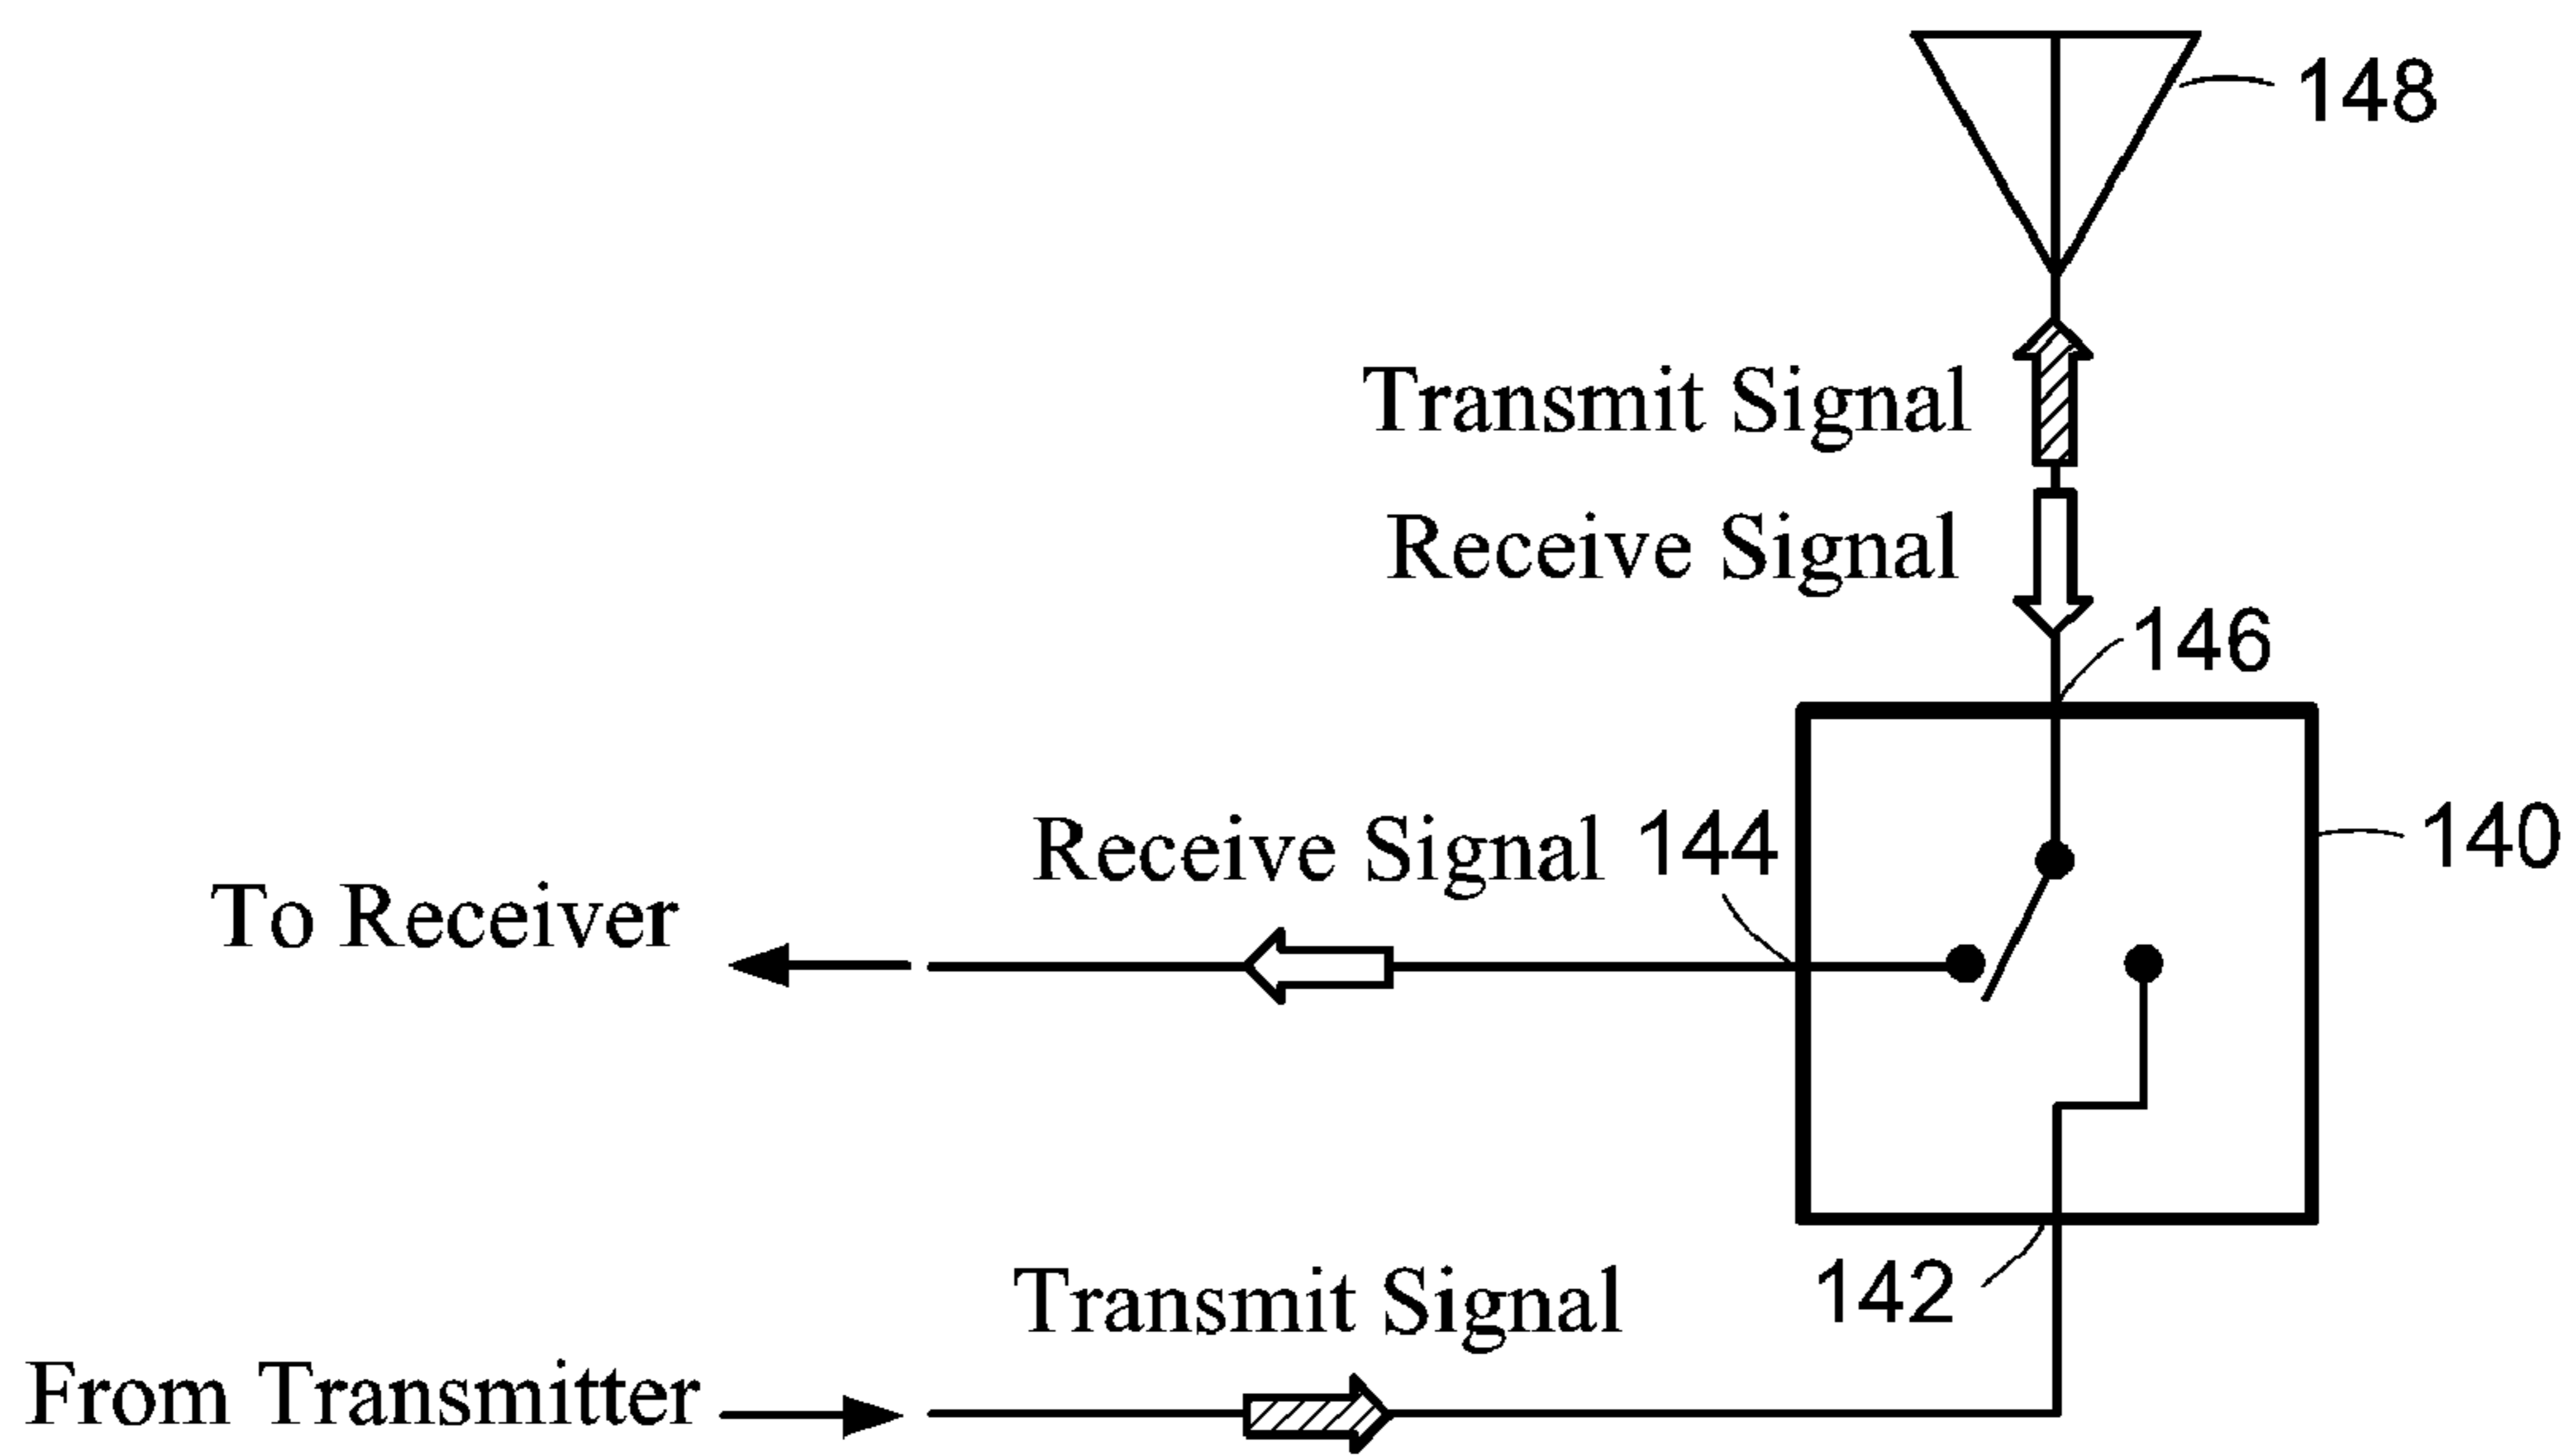 148
Transmit Signal
Receive Signal
146
Receive Signal 144
140
To Receiver
142
Transmit Signal
From Transmitter